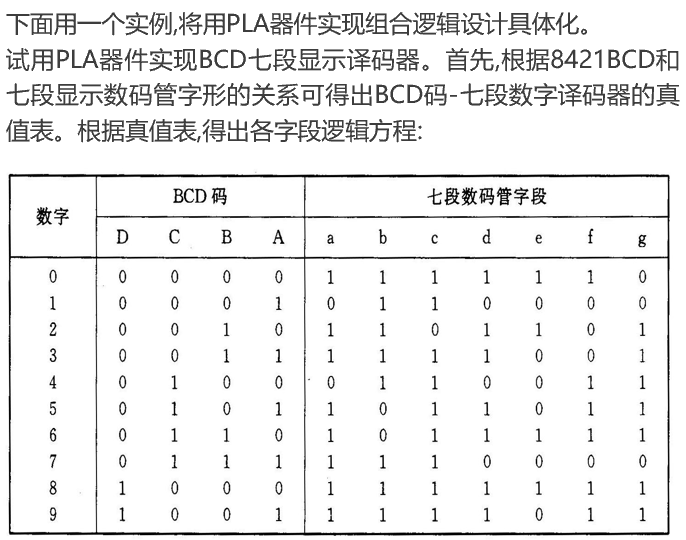 下面用一个实例,将用PLA器件实现组合逻辑设计具体化。
试用PLA器件实现BCD七段显示译码器。首先,根据8421BCD和
七段显示数码管字形的关系可得出BCD码-七段数字译码器的真
值表。根据真值表,得出各字段逻辑方程:
数字 BCD 码 七段数码管字段
D C B A a b c d e f g
0 0 0 0 0 1 1 1 1 1 1 0
1 0 0 0 1 0 1 1 0 0 0 0
2 0 0 1 0 1 1 0 1 1 0 1
3 0 0 1 1 1 1 1 1 0 0 1
4 0 1 0 0 0 1 1 0 0 1 1
5 0 1 0 1 1 0 1 1 0 1 1
6 0 1 1 0 1 0 1 1 1 1 1
7 0 1 1 1 1 1 1 0 0 0 0
8 1 0 0 0 1 1 1 1 1 1 1
9 1 0 0 1 1 1 1 1 0 1 1